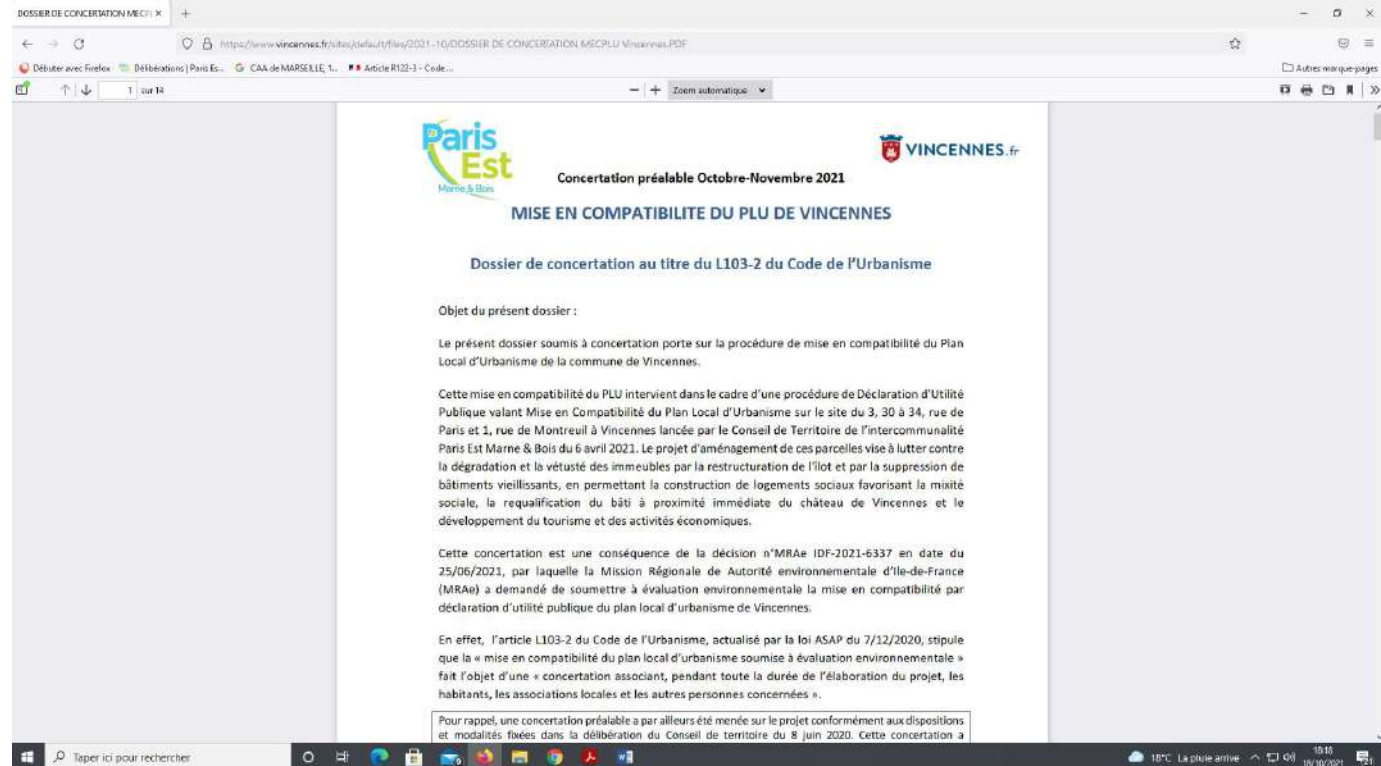 DOSSIER DE CONCERTATION MECPL
https://www.vincennes.fr/sites/default/files/2021-10/DOSSIER DE CONCERTATION MECPLU Vincennes.PDF
Débuter avec Firefox Délibérations | Paris Es... CAA de MARSEILLE, 1... Article R122-3 - Code... Autres marque-pages
1 sur 14 Zoom automatique
Paris
Est
Marne & Bois
VINCENNES.fr
Concertation préalable Octobre-Novembre 2021
MISE EN COMPATIBILITE DU PLU DE VINCENNES
Dossier de concertation au titre du L103-2 du Code de l'Urbanisme
Objet du présent dossier :
Le présent dossier soumis à concertation porte sur la procédure de mise en compatibilité du Plan
Local d'Urbanisme de la commune de Vincennes.
Cette mise en compatibilité du PLU intervient dans le cadre d'une procédure de Déclaration d'Utilité
Publique valant Mise en Compatibilité du Plan Local d'Urbanisme sur le site du 3, 30 à 34, rue de
Paris et 1, rue de Montreuil à Vincennes lancée par le Conseil de Territoire de l'intercommunalité
Paris Est Marne & Bois du 6 avril 2021. Le projet d'aménagement de ces parcelles vise à lutter contre
la dégradation et la vétusté des immeubles par la restructuration de l'îlot et par la suppression de
bâtiments vieillissants, en permettant la construction de logements sociaux favorisant la mixité
sociale, la requalification du bâti à proximité immédiate du château de Vincennes et le
développement du tourisme et des activités économiques.
Cette concertation est une conséquence de la décision n°MRAe IDF-2021-6337 en date du
25/06/2021, par laquelle la Mission Régionale de Autorité environnementale d'Ile-de-France
(MRAe) a demandé de soumettre à évaluation environnementale la mise en compatibilité par
déclaration d'utilité publique du plan local d'urbanisme de Vincennes.
En effet, l'article L103-2 du Code de l'Urbanisme, actualisé par la loi ASAP du 7/12/2020, stipule
que la « mise en compatibilité du plan local d'urbanisme soumise à évaluation environnementale »
fait l'objet d'une « concertation associant, pendant toute la durée de l'élaboration du projet, les
habitants, les associations locales et les autres personnes concernées ».
Pour rappel, une concertation préalable a par ailleurs été menée sur le projet conformément aux dispositions
et modalités fixées dans la délibération du Conseil de territoire du 8 juin 2020. Cette concertation a
Taper ici pour rechercher
18°C La pluie arrive
18:18
18/10/2021